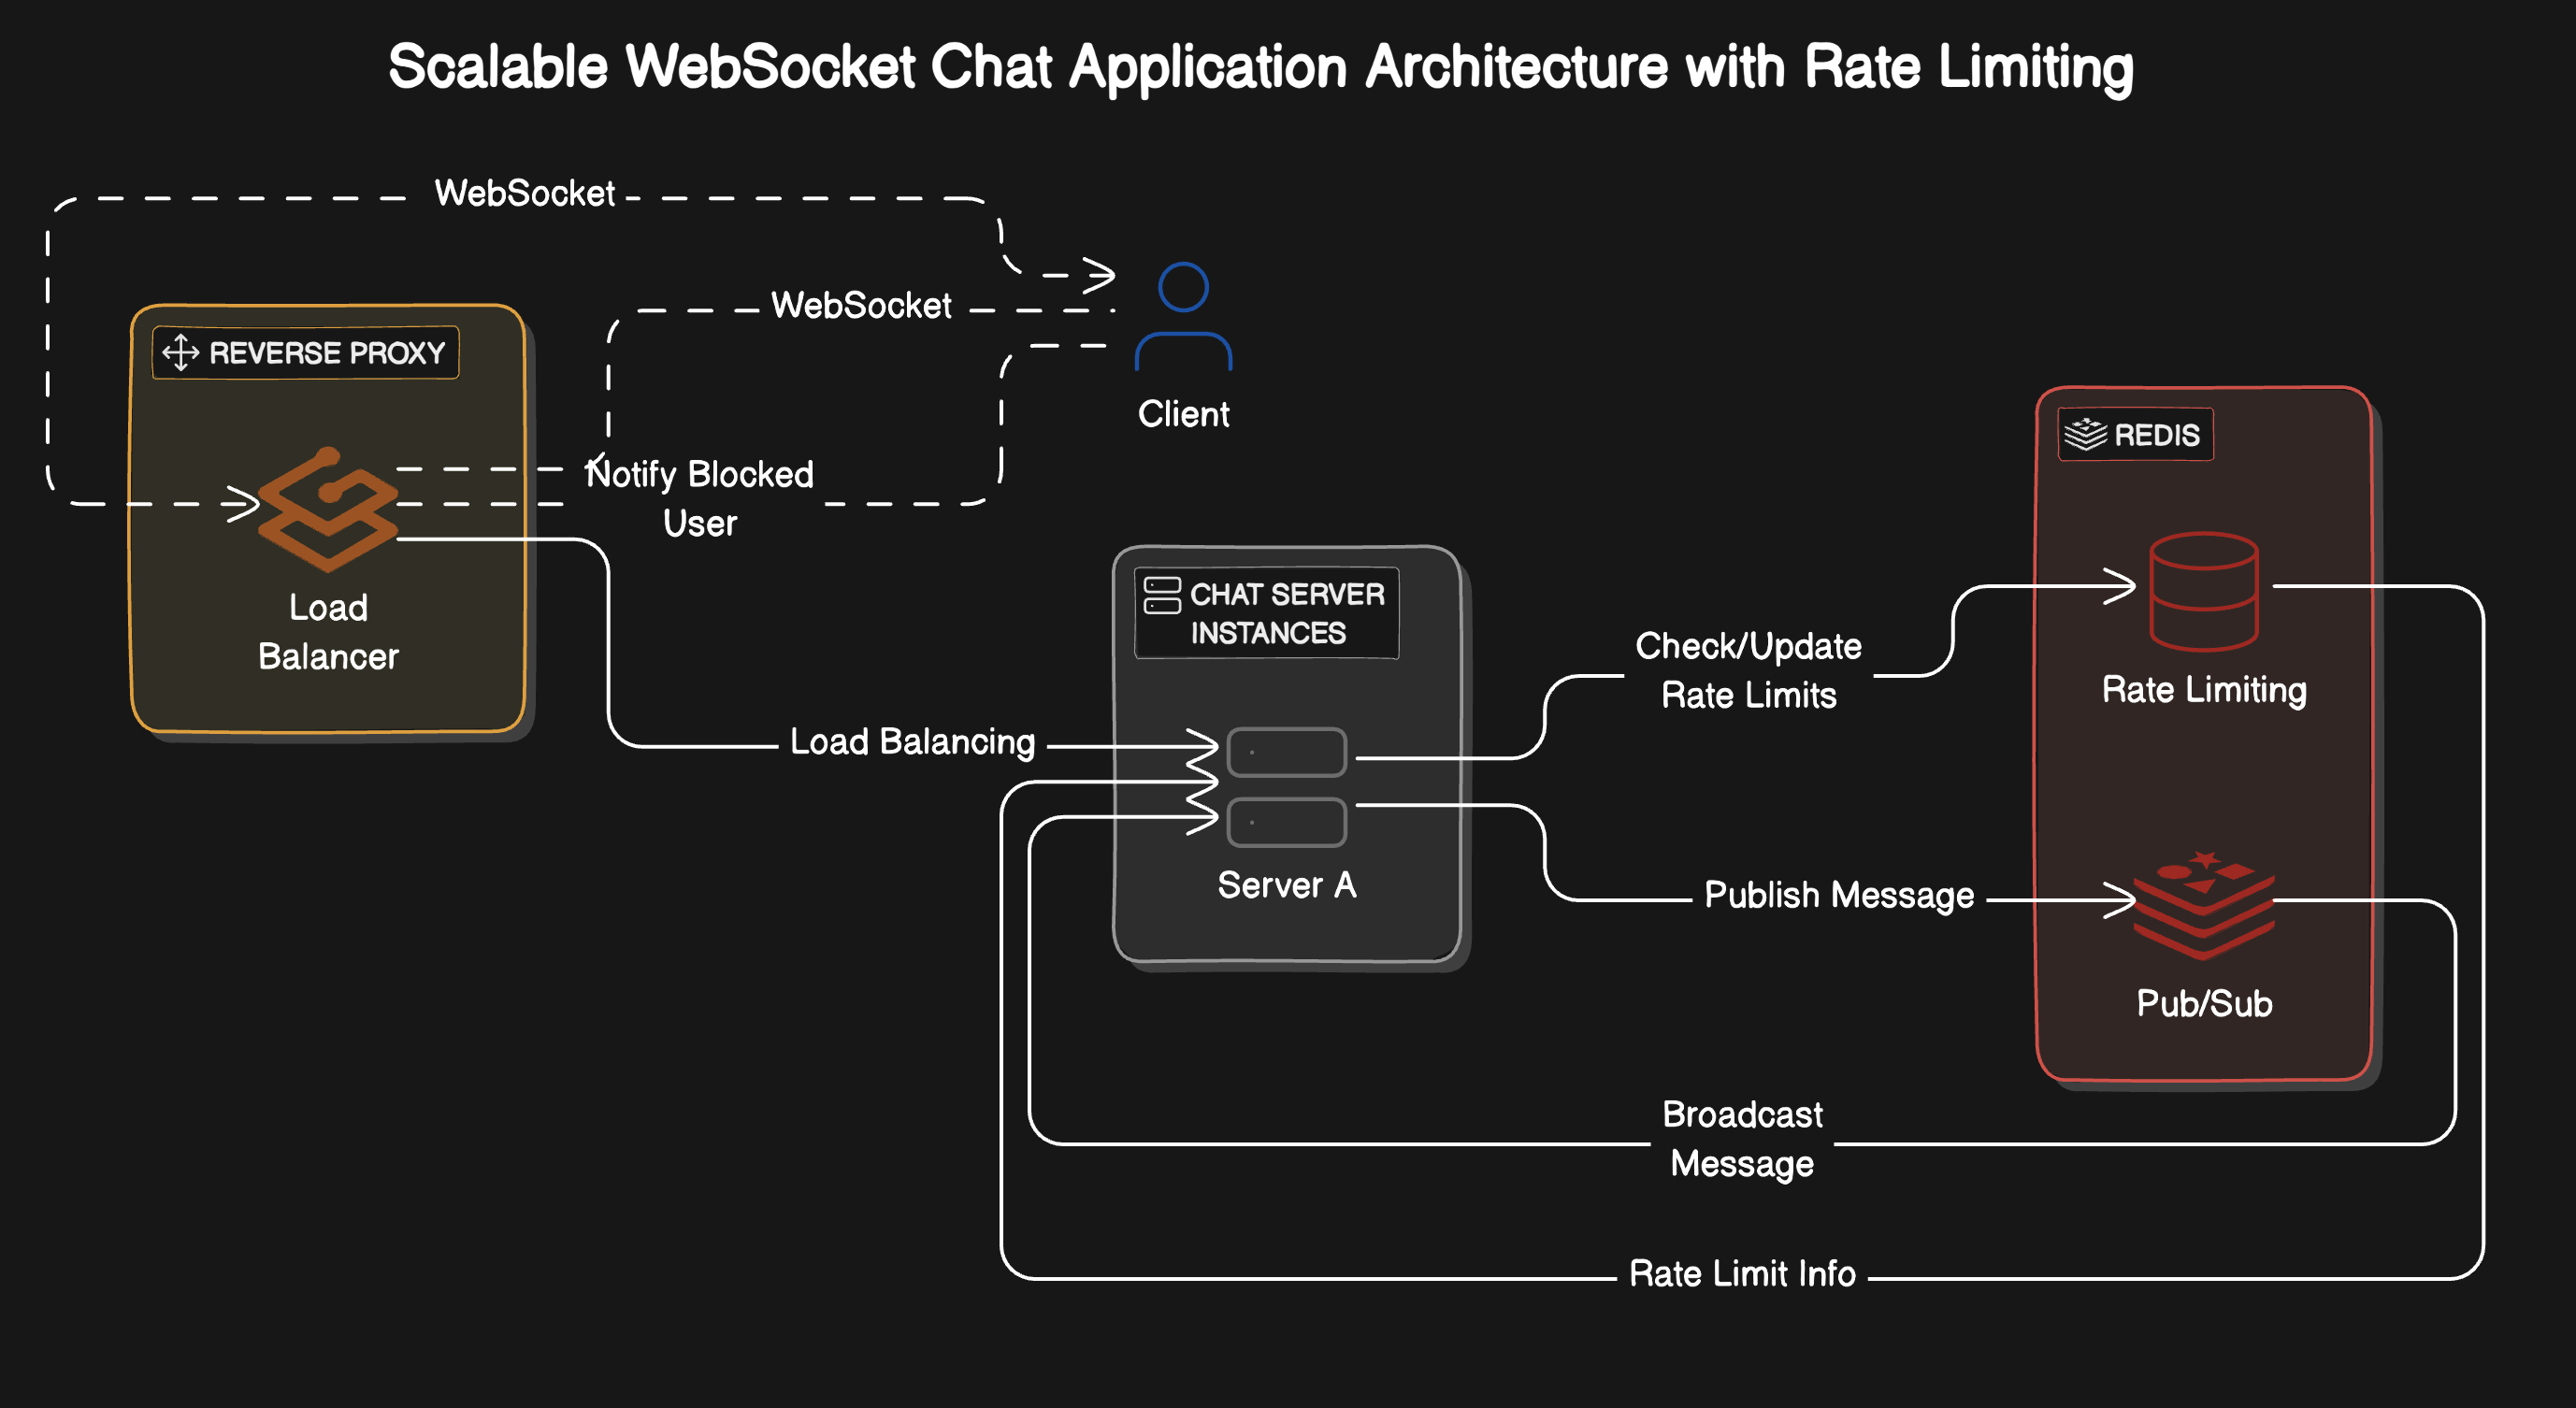 Scalable WebSocket Chat Application Architecture with Rate Limiting
WebSocket
WebSocket
REVERSE PROXY
Client
REDIS
Notify Blocked
User
Load
Balancer
CHAT SERVER
INSTANCES
Check/Update
Rate Limits
Rate Limiting
Load Balancing
Server A
Publish Message
Pub/Sub
Broadcast
Message
Rate Limit Info